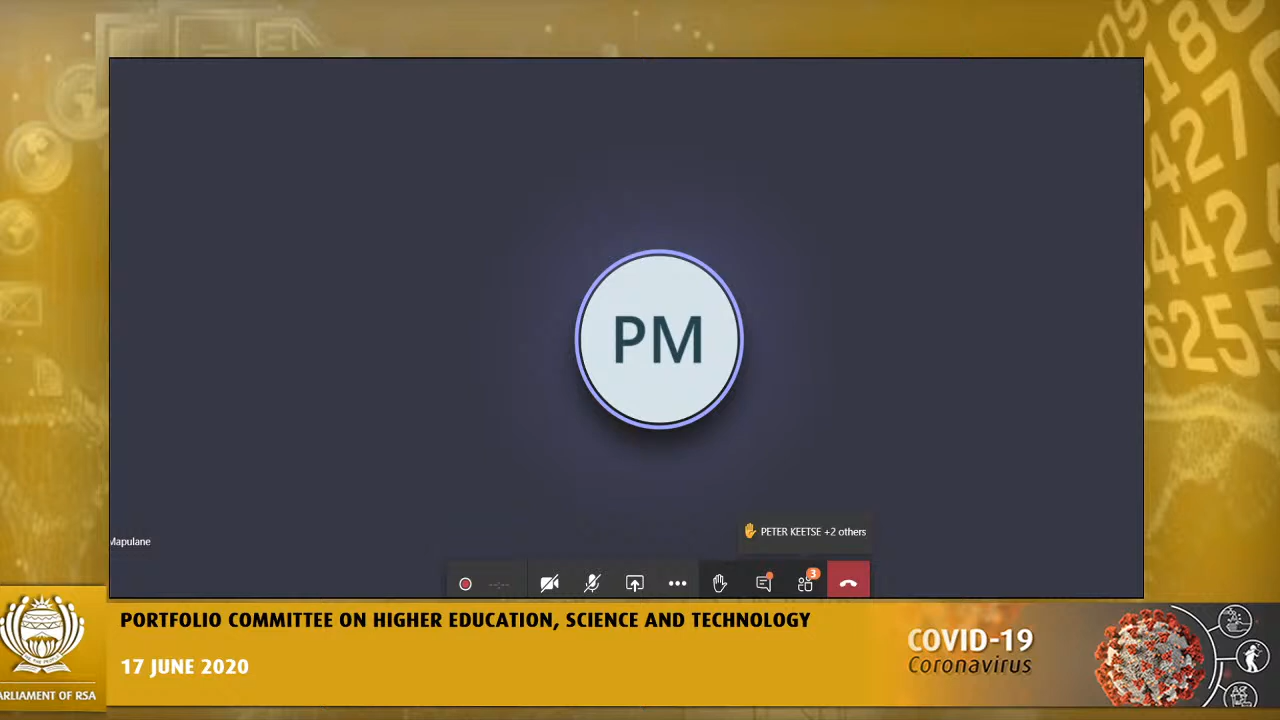 PM
PETER KEETSE +2 others
Mapulane
3
PORTFOLIO COMMITTEE ON HIGHER EDUCATION, SCIENCE AND TECHNOLOGY
17 JUNE 2020
COVID-19
Coronavirus
ARLIAMENT OF RSA